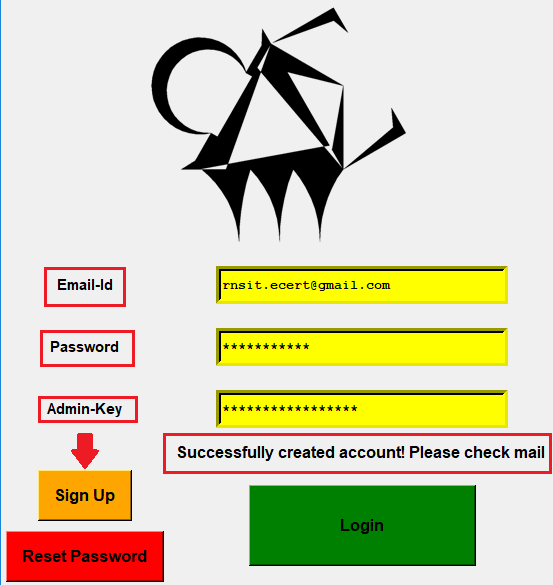 Email-Id
rnsit.ecert@gmail.com
Password
***********
Admin-Key
*****************
Successfully created account! Please check mail
Sign Up
Login
Reset Password